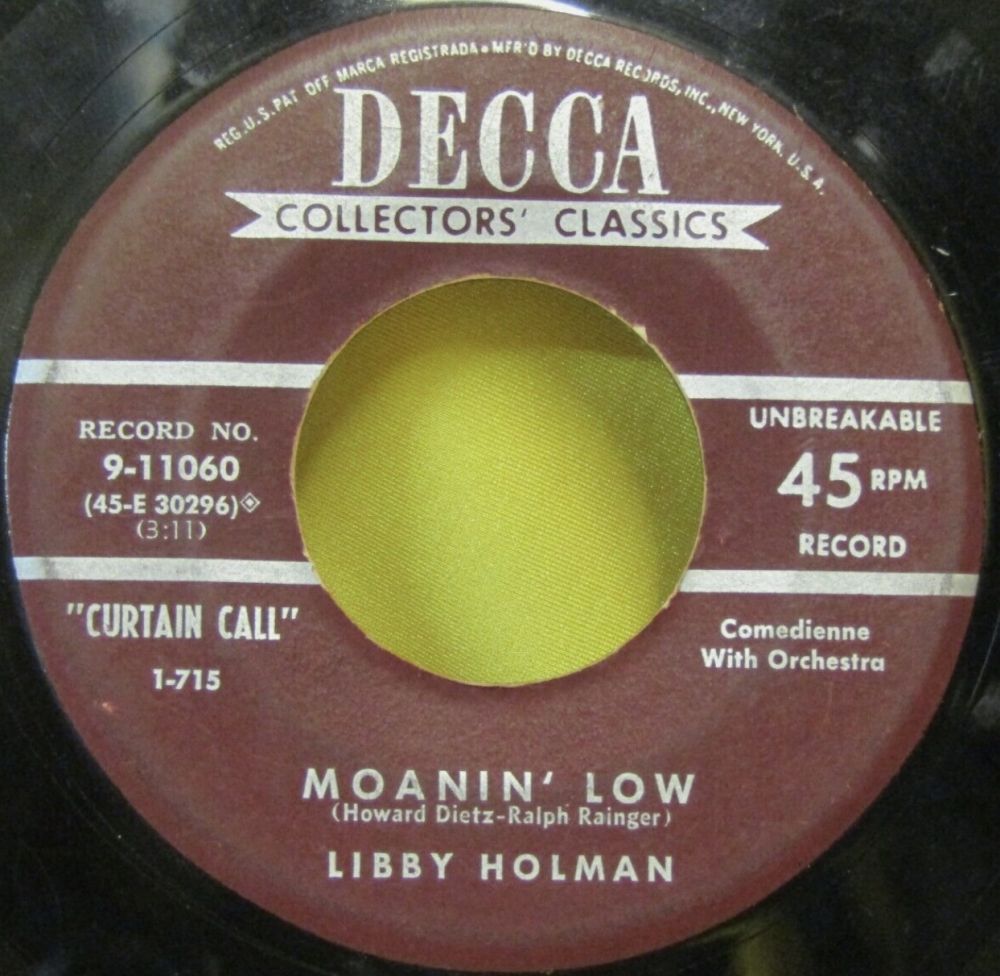 REG. U.S. PAT OFF MARCA REGISTRADA • MFR'D BY DECCA RECORDS, INC., NEW YORK, U.S.A.
DECCA
COLLECTORS' CLASSICS
RECORD NO.
9-11060
(45-E 30296)
(3:11)
UNBREAKABLE
45 RPM
RECORD
"CURTAIN CALL"
1-715
Comedienne
With Orchestra
MOANIN' LOW
(Howard Dietz-Ralph Rainger)
LIBBY HOLMAN